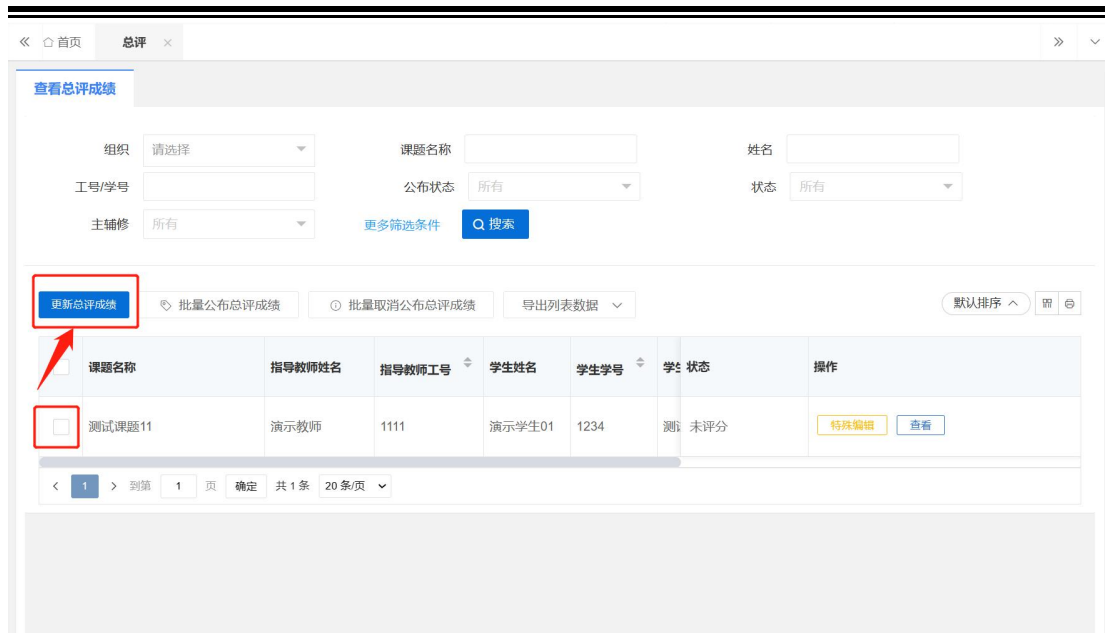 首页 总评
查看总评成绩
组织 请选择 课题名称 姓名
工号/学号 公布状态 所有 状态 所有
主辅修 所有 更多筛选条件 搜索
更新总评成绩 批量公布总评成绩 批量取消公布总评成绩 导出列表数据 默认排序
课题名称 指导教师姓名 指导教师工号 学生姓名 学生学号 学生 状态 操作
测试课题11 演示教师 1111 演示学生01 1234 测试 未评分 特殊编辑 查看
1 到第 1 页 确定 共 1 条 20 条/页